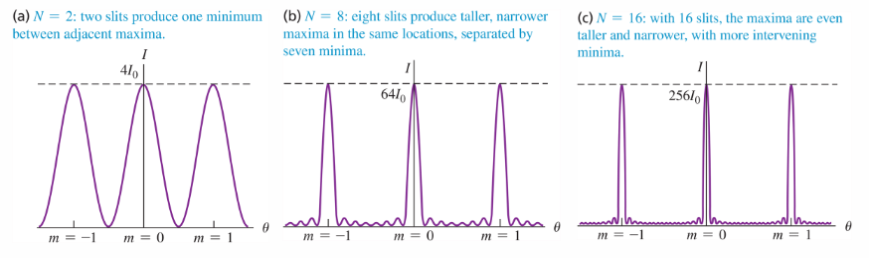 (a) N = 2: two slits produce one minimum
between adjacent maxima.
I
4I₀
m = −1
m = 0
m = 1
θ
(b) N = 8: eight slits produce taller, narrower
maxima in the same locations, separated by
seven minima.
I
64I₀
m = −1
m = 0
m = 1
θ
(c) N = 16: with 16 slits, the maxima are even
taller and narrower, with more intervening
minima.
I
256I₀
m = −1
m = 0
m = 1
θ